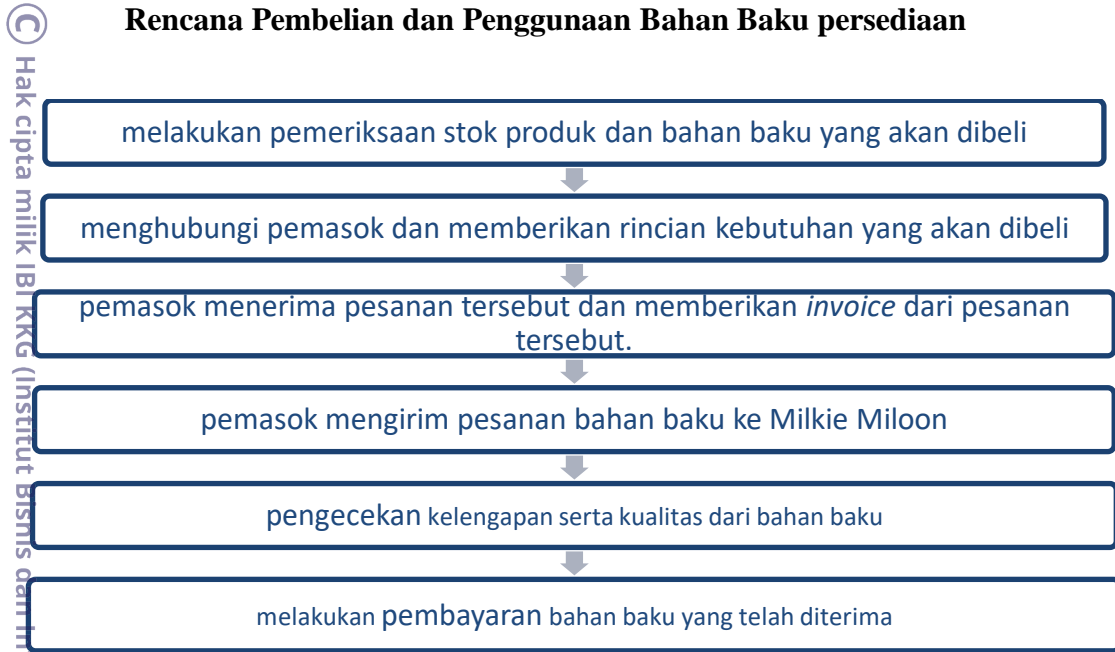 Rencana Pembelian dan Penggunaan Bahan Baku persediaan
melakukan pemeriksaan stok produk dan bahan baku yang akan dibeli
menghubungi pemasok dan memberikan rincian kebutuhan yang akan dibeli
pemasok menerima pesanan tersebut dan memberikan invoice dari pesanan
tersebut.
pemasok mengirim pesanan bahan baku ke Milkie Miloon
pengecekan kelengapan serta kualitas dari bahan baku
melakukan pembayaran bahan baku yang telah diterima
© Hak cipta milik IBI KKG (Institut Bisnis dan In